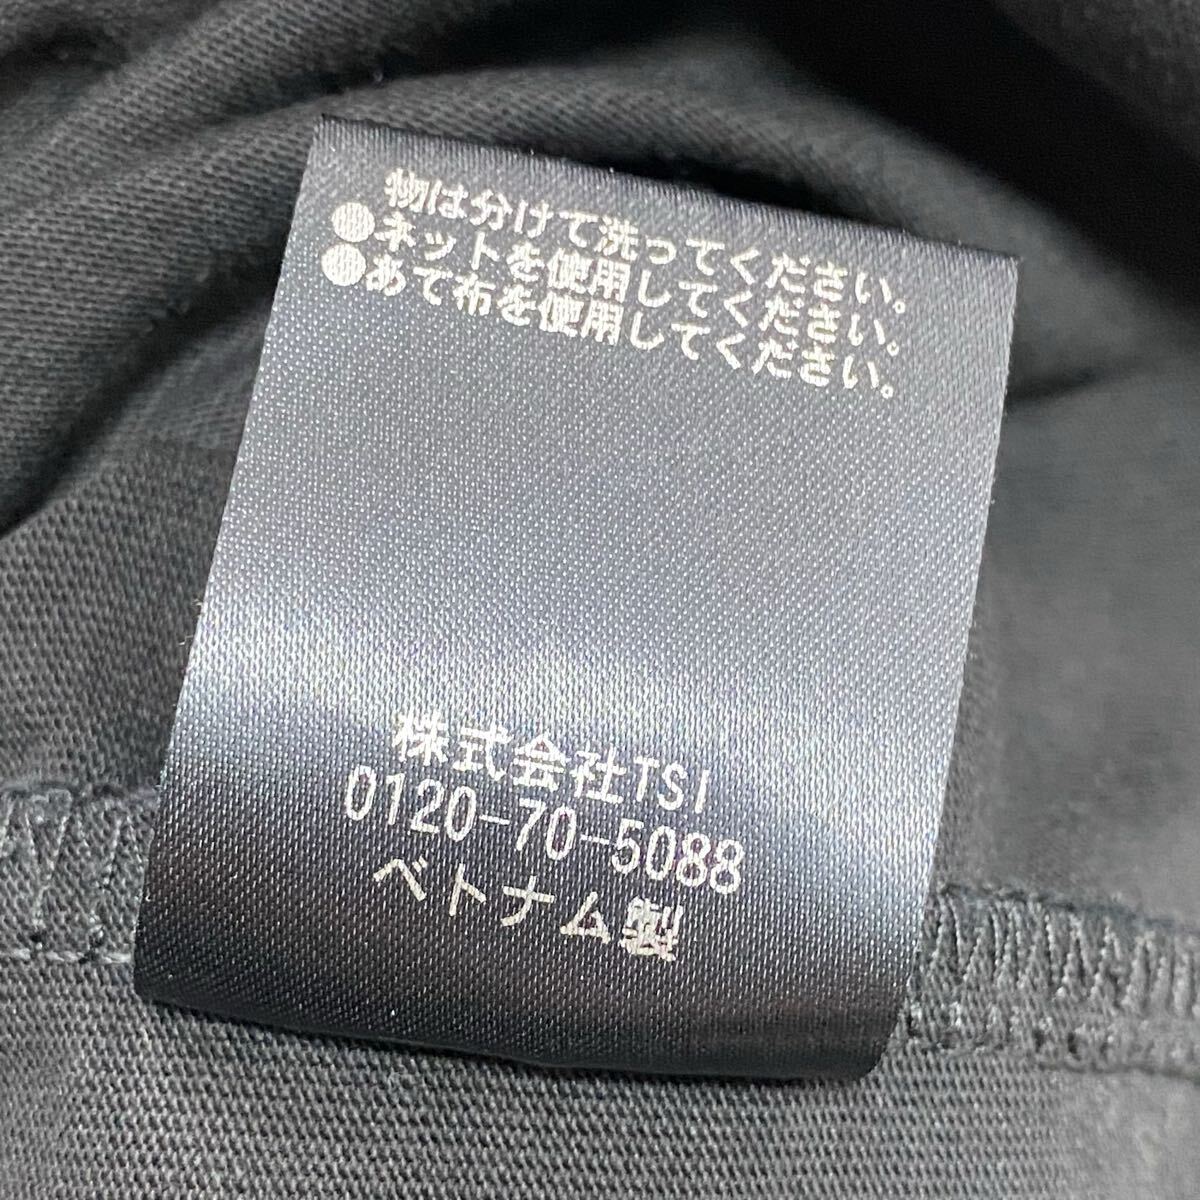 物は分けて洗ってください。
●ネットを使用してください。
●あて布を使用してください。
株式会社TSI
0120-70-5088
ベトナム製